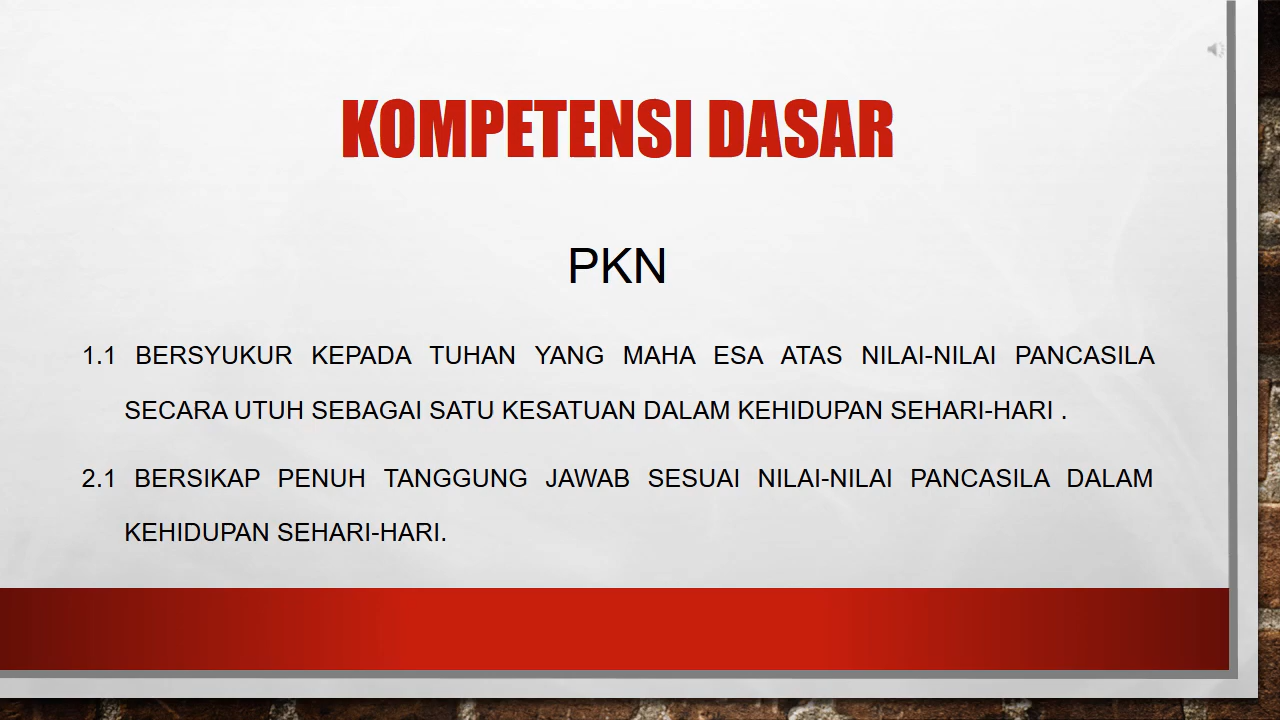 KOMPETENSI DASAR
PKN
1.1 BERSYUKUR KEPADA TUHAN YANG MAHA ESA ATAS NILAI-NILAI PANCASILA
SECARA UTUH SEBAGAI SATU KESATUAN DALAM KEHIDUPAN SEHARI-HARI .
2.1 BERSIKAP PENUH TANGGUNG JAWAB SESUAI NILAI-NILAI PANCASILA DALAM
KEHIDUPAN SEHARI-HARI.